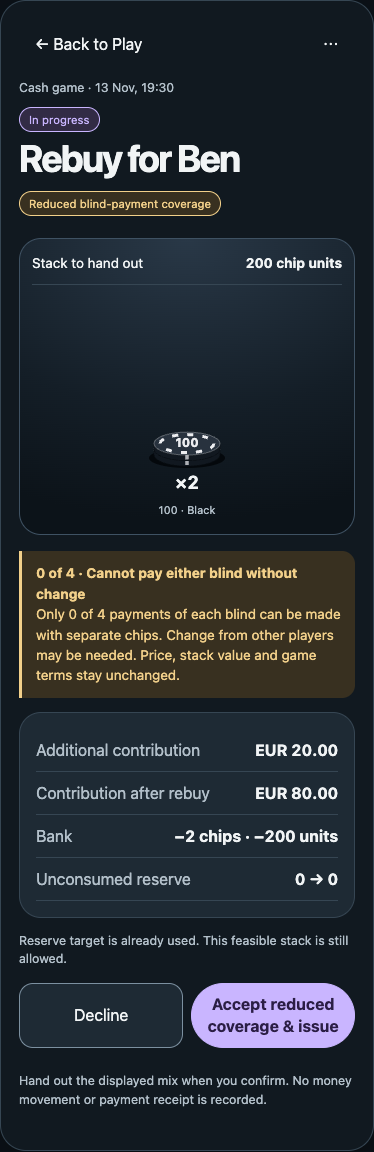 ← Back to Play
···
Cash game · 13 Nov, 19:30
In progress
Rebuy for Ben
Reduced blind-payment coverage
Stack to hand out
200 chip units
100
×2
100 · Black
0 of 4 · Cannot pay either blind without
change
Only 0 of 4 payments of each blind can be made
with separate chips. Change from other players
may be needed. Price, stack value and game
terms stay unchanged.
Additional contribution
EUR 20.00
Contribution after rebuy
EUR 80.00
Bank
−2 chips · −200 units
Unconsumed reserve
0 → 0
Reserve target is already used. This feasible stack is still
allowed.
Decline
Accept reduced
coverage & issue
Hand out the displayed mix when you confirm. No money
movement or payment receipt is recorded.